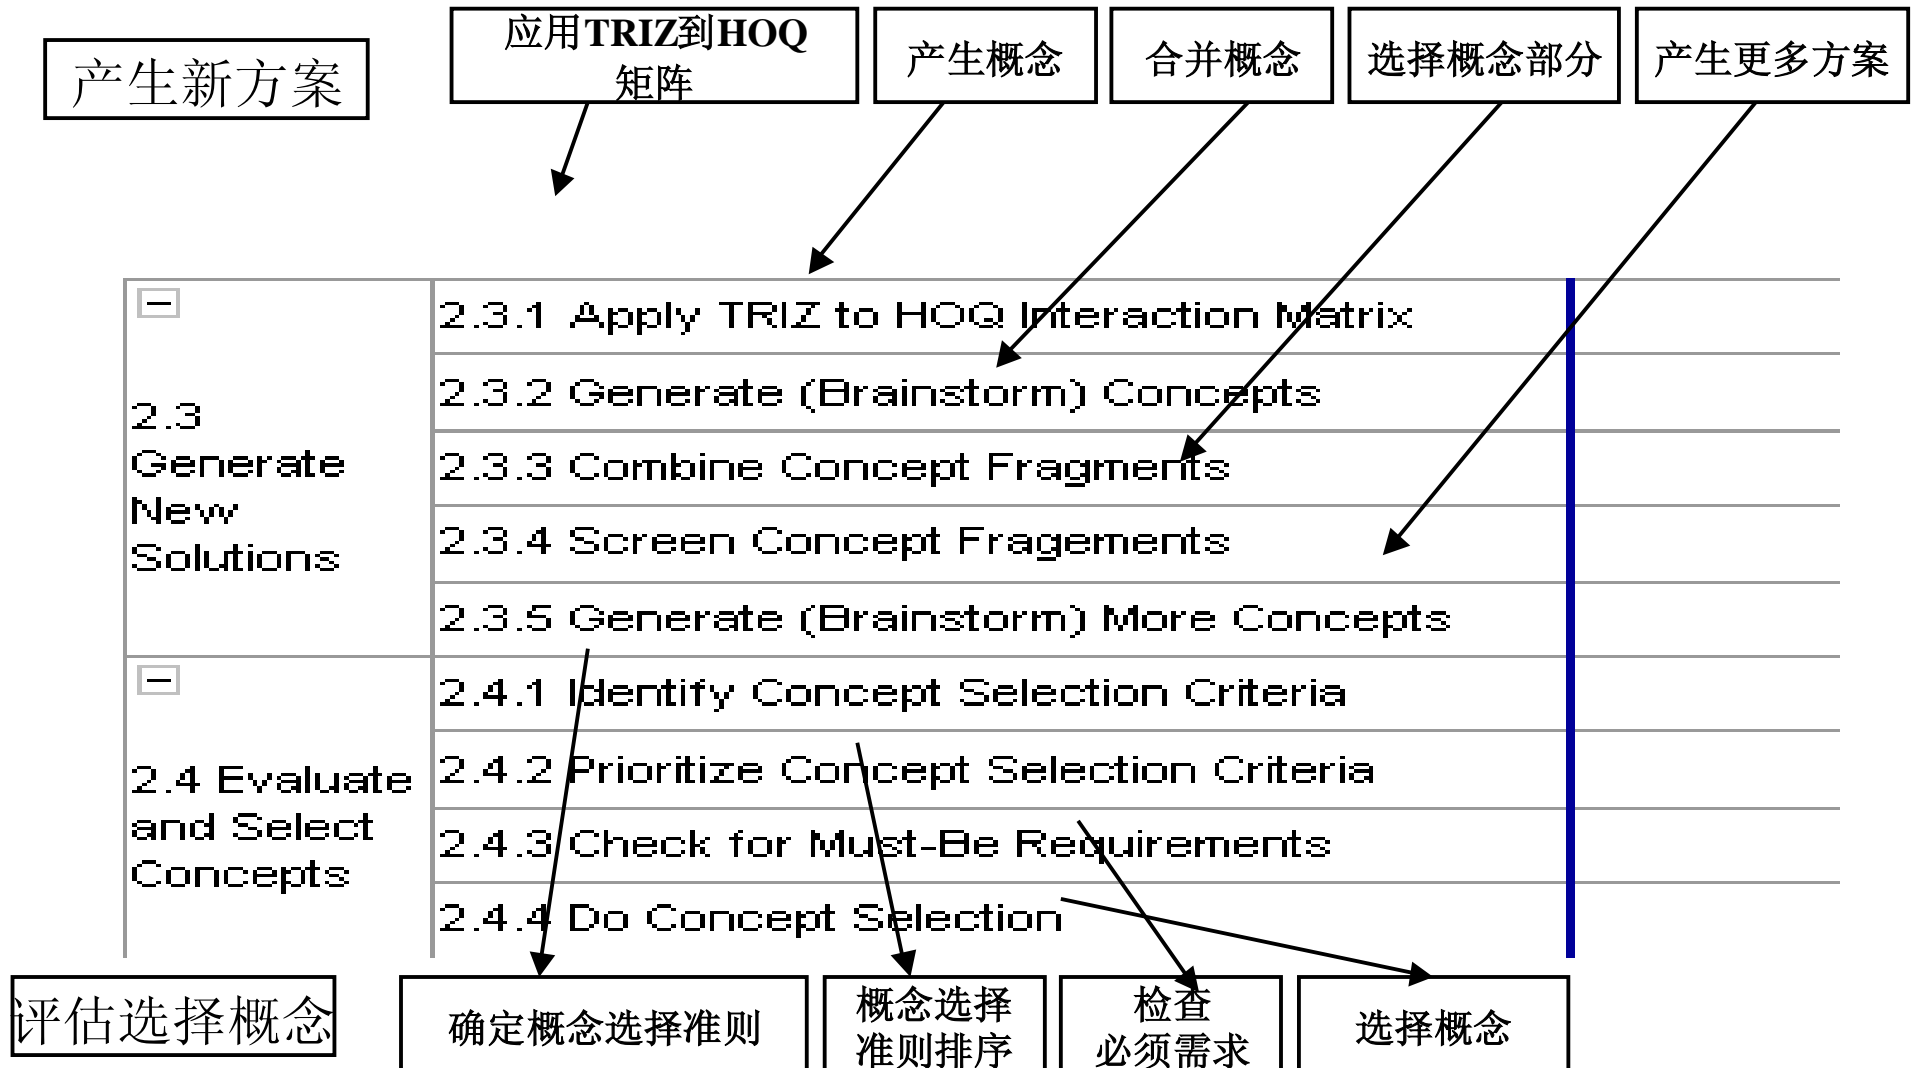 产生新方案
应用TRIZ到HOQ
矩阵
产生概念
合并概念
选择概念部分
产生更多方案
2.3
Generate
New
Solutions
2.3.1 Apply TRIZ to HOQ Interaction Matrix
2.3.2 Generate (Brainstorm) Concepts
2.3.3 Combine Concept Fragments
2.3.4 Screen Concept Fragements
2.3.5 Generate (Brainstorm) More Concepts
2.4 Evaluate
and Select
Concepts
2.4.1 Identify Concept Selection Criteria
2.4.2 Prioritize Concept Selection Criteria
2.4.3 Check for Must-Be Requirements
2.4.4 Do Concept Selection
评估选择概念
确定概念选择准则
概念选择
准则排序
检查
必须需求
选择概念